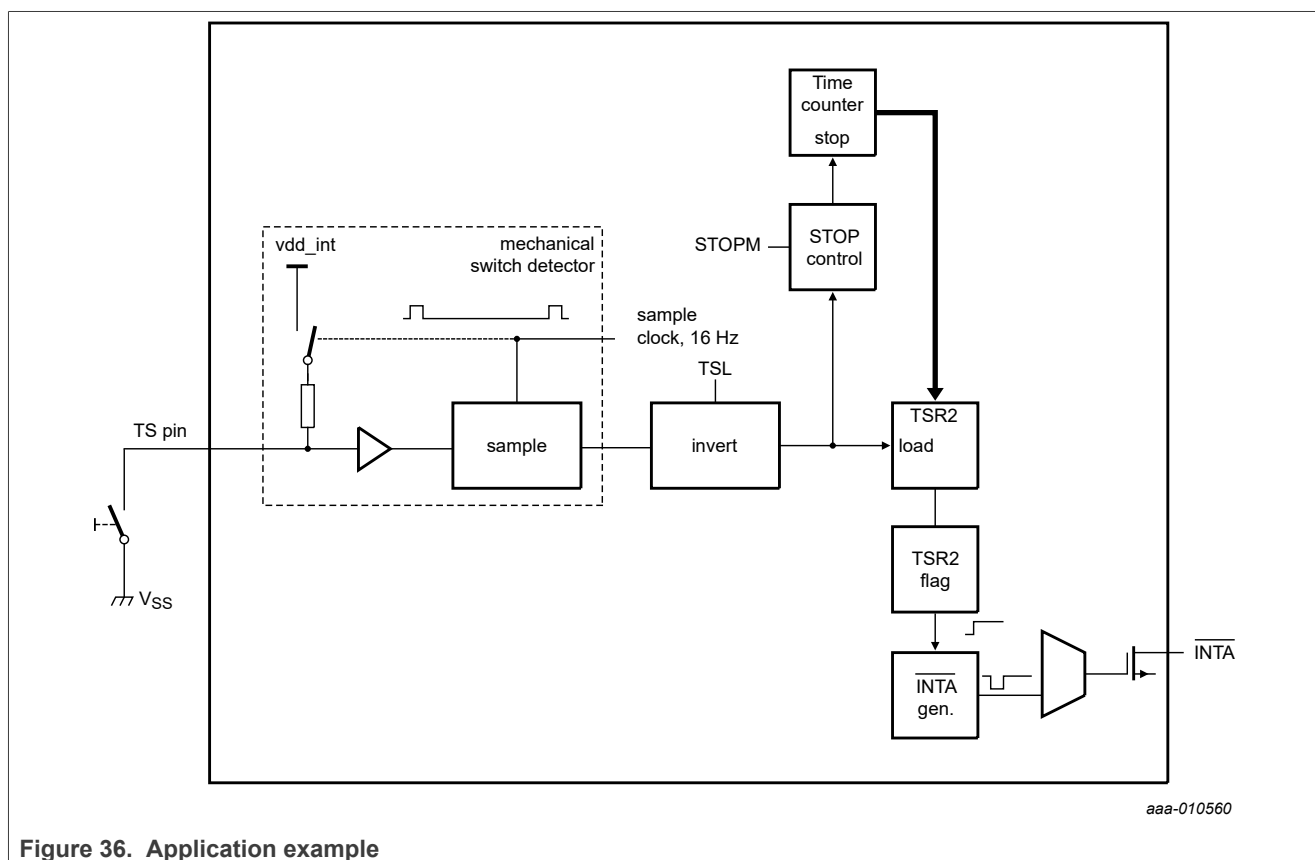 Time
counter
stop
STOPM
STOP
control
vdd_int
mechanical
switch detector
sample
clock, 16 Hz
TSL
TS pin
sample
invert
TSR2
load
VSS
TSR2
flag
INTA
gen.
INTA
aaa-010560
Figure 36. Application example